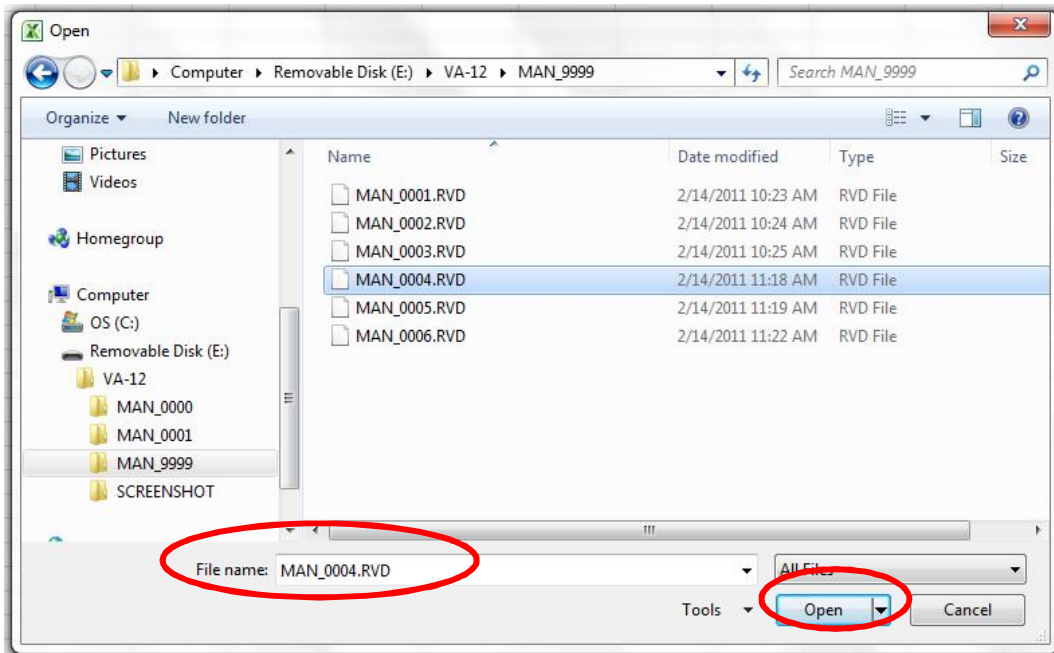 Open
Computer Removable Disk (E:) VA-12 MAN_9999 Search MAN_9999
Organize New folder
Name Date modified Type Size
Pictures
Videos
Homegroup
Computer
OS (C:)
Removable Disk (E:)
VA-12
MAN_0000
MAN_0001
MAN_9999
SCREENSHOT
MAN_0001.RVD 2/14/2011 10:23 AM RVD File
MAN_0002.RVD 2/14/2011 10:24 AM RVD File
MAN_0003.RVD 2/14/2011 10:25 AM RVD File
MAN_0004.RVD 2/14/2011 11:18 AM RVD File
MAN_0005.RVD 2/14/2011 11:19 AM RVD File
MAN_0006.RVD 2/14/2011 11:22 AM RVD File
File name: MAN_0004.RVD All Files
Tools Open Cancel